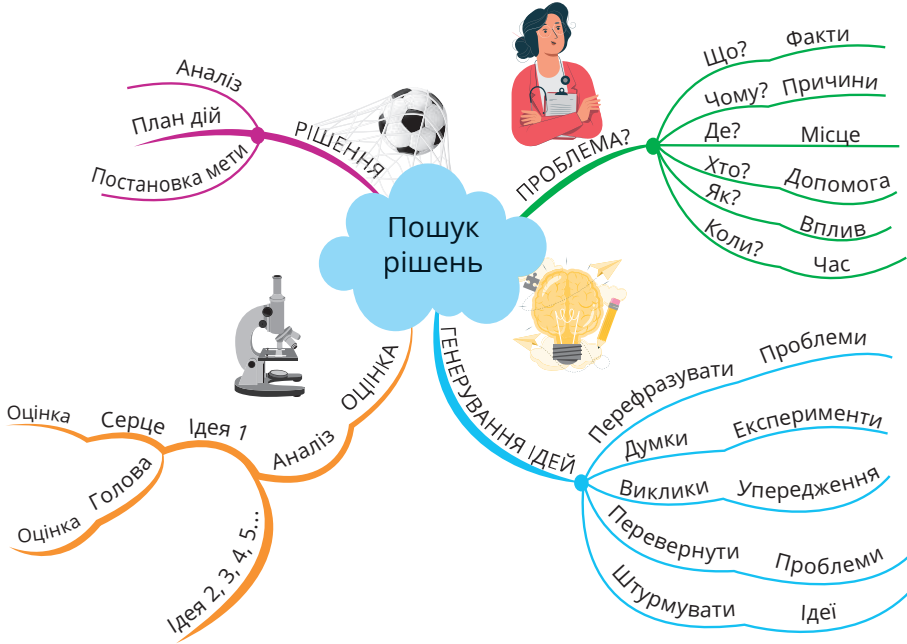 Пошук
рішень
ПРОБЛЕМА?
Що? Факти
Чому? Причини
Де? Місце
Хто? Допомога
Як? Вплив
Коли? Час
ГЕНЕРУВАННЯ ІДЕЙ
Перефразувати Проблеми
Думки Експерименти
Виклики Упередження
Перевернути Проблеми
Штурмувати Ідеї
ОЦІНКА
Аналіз
Ідея 1
Серце Оцінка
Голова Оцінка
Ідея 2, 3, 4, 5...
РІШЕННЯ
Аналіз
План дій
Постановка мети